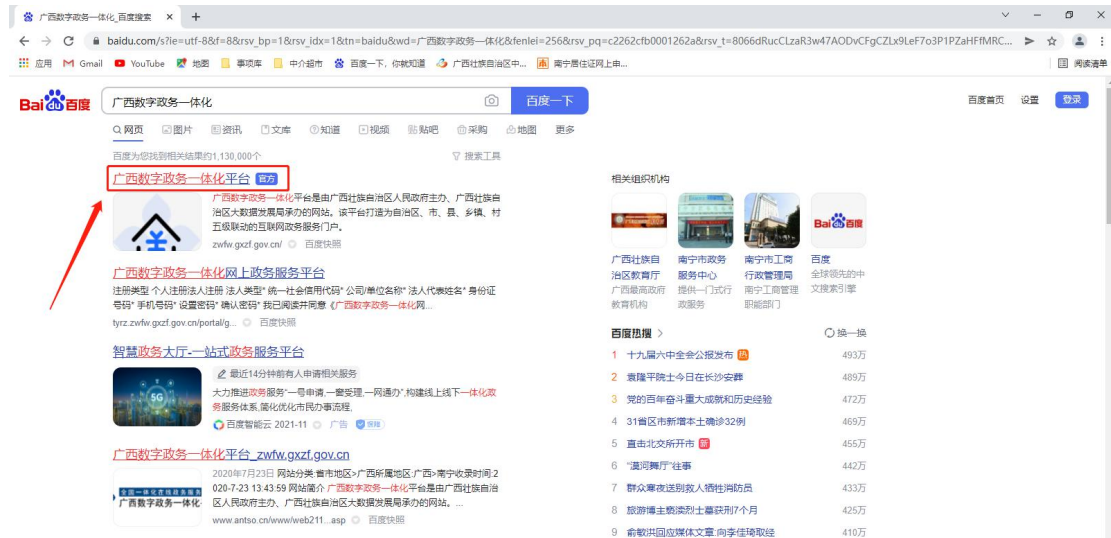 广西数字政务一体化_百度搜索
baidu.com/s?ie=utf-8&f=8&rsv_bp=1&rsv_idx=1&tn=baidu&wd=广西数字政务一体化&fenlei=256&rsv_pq=c2262cfb0001262a&rsv_t=8066dRucCLzaR3w47AODvCFgCZLx9LeF7o3P1PZaHFfMRC...
应用 Gmail YouTube 地图 事项库 中介超市 百度一下，你就知道 广西壮族自治区中... 南宁居住证网上申... 阅读清单
Bai du 百度 广西数字政务一体化 百度一下 百度首页 设置 登录
网页 图片 资讯 文库 知道 视频 贴吧 采购 地图 更多
百度为您找到相关结果约1,130,000个 搜索工具
广西数字政务一体化平台 官方
广西数字政务一体化平台是由广西壮族自治区人民政府主办、广西壮族自
治区大数据发展局承办的网站。该平台打造为自治区、市、县、乡镇、村
五级联动的互联网政务服务门户。
zwfw.gxzf.gov.cn/ 百度快照
广西数字政务一体化网上政务服务平台
注册类型 个人注册法人注册 法人类型* 统一社会信用代码* 公司/单位名称* 法人代表姓名* 身份证
号码* 手机号码* 设置密码* 确认密码* 我已阅读并同意《广西数字政务一体化网...
tyrz.zwfw.gxzf.gov.cn/portal/g... 百度快照
智慧政务大厅-一站式政务服务平台
最近14分钟前有人申请相关服务
5G
大力推进政务服务"一号申请,一窗受理,一网通办",构建线上线下一体化政
务服务体系,简化优化市民办事流程,
百度智能云 2021-11 广告 保障
广西数字政务一体化平台_zwfw.gxzf.gov.cn
2020年7月23日 网站分类:省市地区>广西所属地区:广西>南宁收录时间:2
020-7-23 13:43:59 网站简介 广西数字政务一体化平台是由广西壮族自治
区人民政府主办、广西壮族自治区大数据发展局承办的网站。...
全国一体化在线政务服务
广西数字政务一体化
www.antso.cn/www/web211...asp 百度快照
相关组织机构
Bai du 百度
广西壮族自 南宁市政务 南宁市工商 百度
治区教育厅 服务中心 行政管理局 全球领先的中
广西最高政府 提供一门式行 南宁工商管理 文搜索引擎
教育机构 政服务 职能部门
百度热搜 换一换
1 十九届六中全会公报发布 热 493万
2 袁隆平院士今日在长沙安葬 489万
3 党的百年奋斗重大成就和历史经验 472万
4 31省区市新增本土确诊32例 469万
5 直击北交所开市 新 455万
6 "漠河舞厅"往事 442万
7 群众寒夜送别救人牺牲消防员 433万
8 旅游博主亵渎烈士墓获刑7个月 425万
9 俞敏洪回应媒体文章:向李佳琦取经 410万